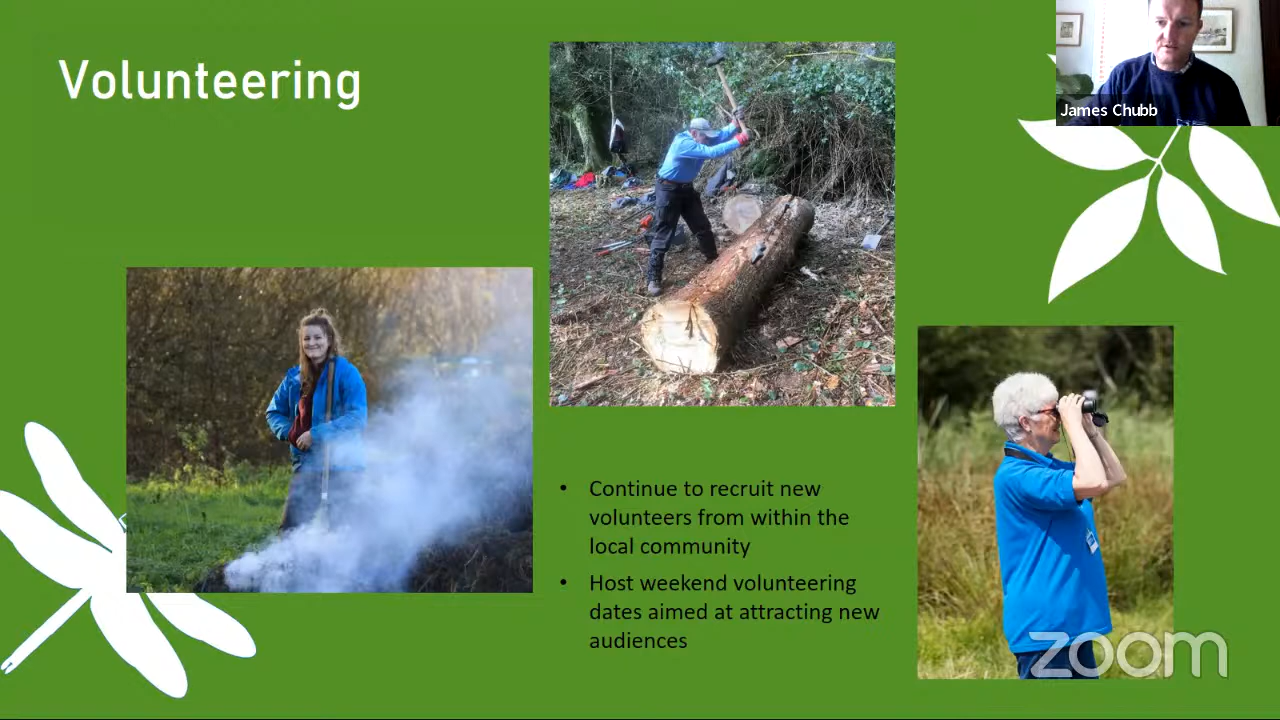 Volunteering
James Chubb
• Continue to recruit new
volunteers from within the
local community
• Host weekend volunteering
dates aimed at attracting new
audiences
zoom